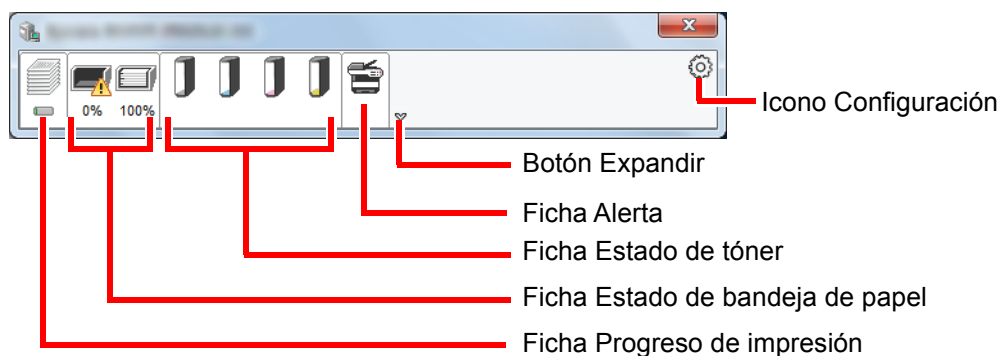 0% 100%
Icono Configuración
Botón Expandir
Ficha Alerta
Ficha Estado de tóner
Ficha Estado de bandeja de papel
Ficha Progreso de impresión